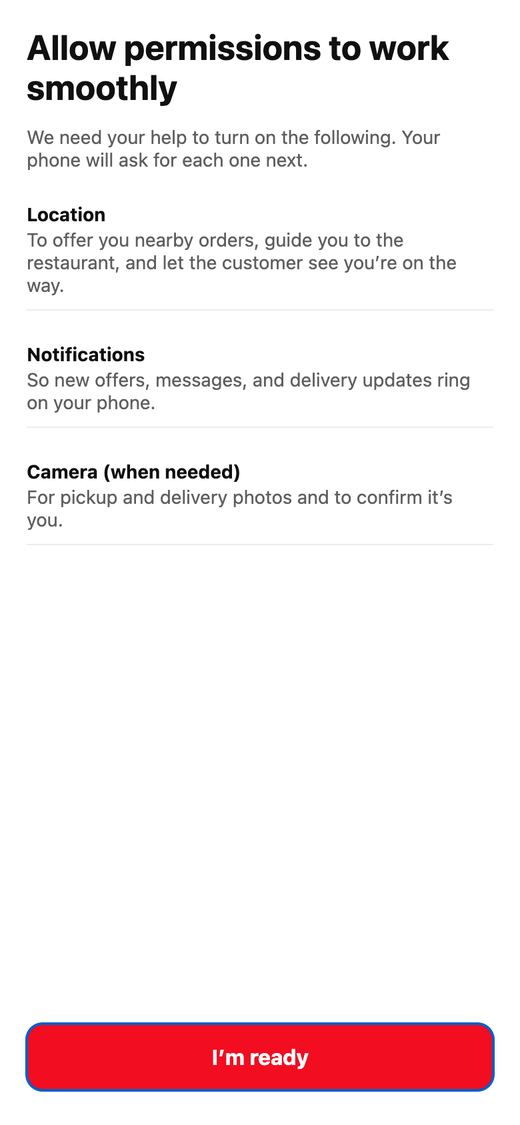 Allow permissions to work
smoothly
We need your help to turn on the following. Your
phone will ask for each one next.
Location
To offer you nearby orders, guide you to the
restaurant, and let the customer see you’re on the
way.
Notifications
So new offers, messages, and delivery updates ring
on your phone.
Camera (when needed)
For pickup and delivery photos and to confirm it’s
you.
I’m ready